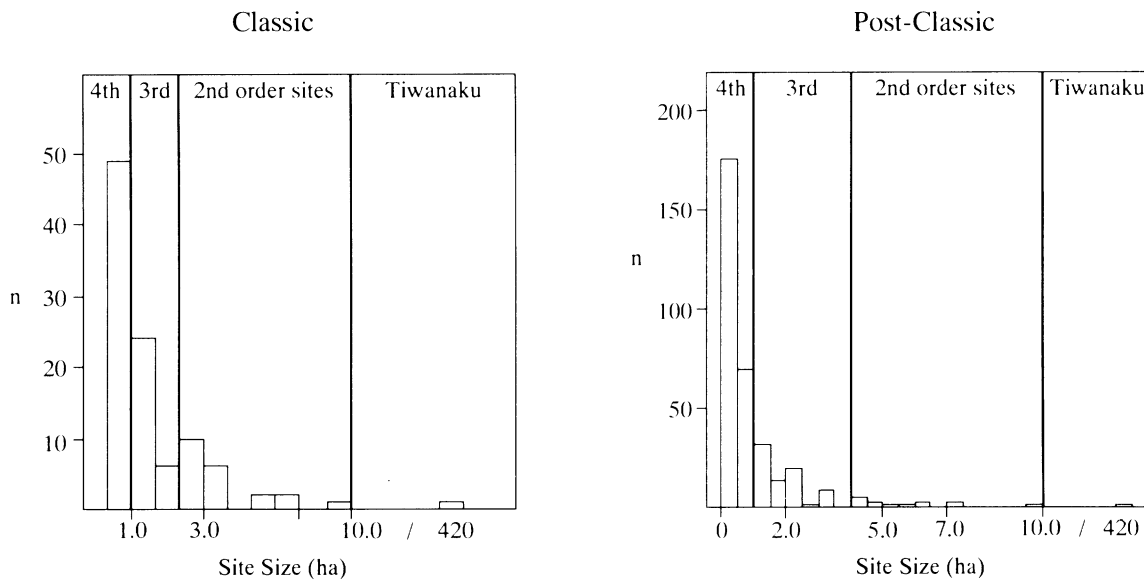 Classic
4th 3rd 2nd order sites Tiwanaku
50
40
30
n
20
10
1.0 3.0 10.0 / 420
Site Size (ha)
Post-Classic
4th 3rd 2nd order sites Tiwanaku
200
150
n
100
50
0 2.0 5.0 7.0 10.0 / 420
Site Size (ha)